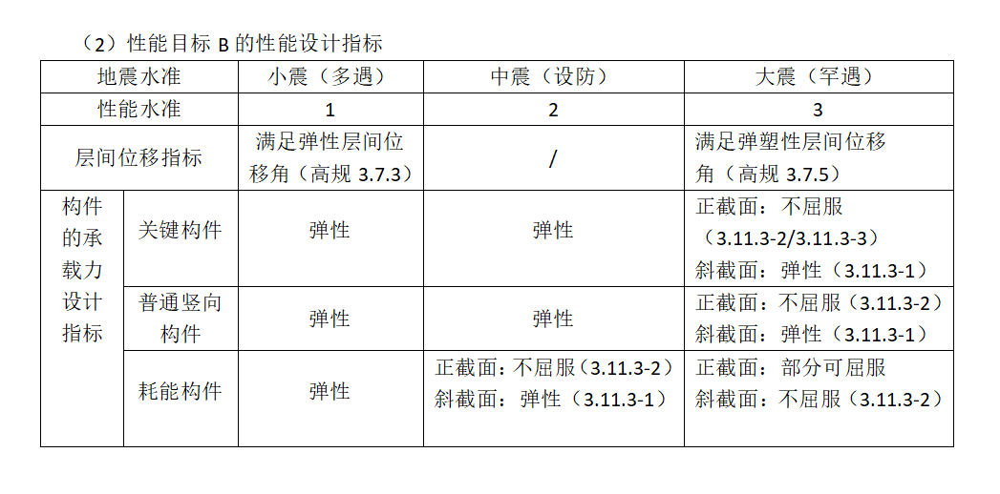 （2）性能目标 B 的性能设计指标
地震水准 小震（多遇） 中震（设防） 大震（罕遇）
性能水准 1 2 3
层间位移指标
满足弹性层间位
移角（高规 3.7.3）
/
满足弹塑性层间位移
角（高规 3.7.5）
构件
的承
载力
设计
指标
关键构件
弹性
弹性
正截面：不屈服
（3.11.3-2/3.11.3-3）
斜截面：弹性（3.11.3-1）
普通竖向
构件
弹性
弹性
正截面：不屈服（3.11.3-2）
斜截面：弹性（3.11.3-1）
耗能构件
弹性
正截面：不屈服（3.11.3-2）
斜截面：弹性（3.11.3-1）
正截面：部分可屈服
斜截面：不屈服（3.11.3-2）